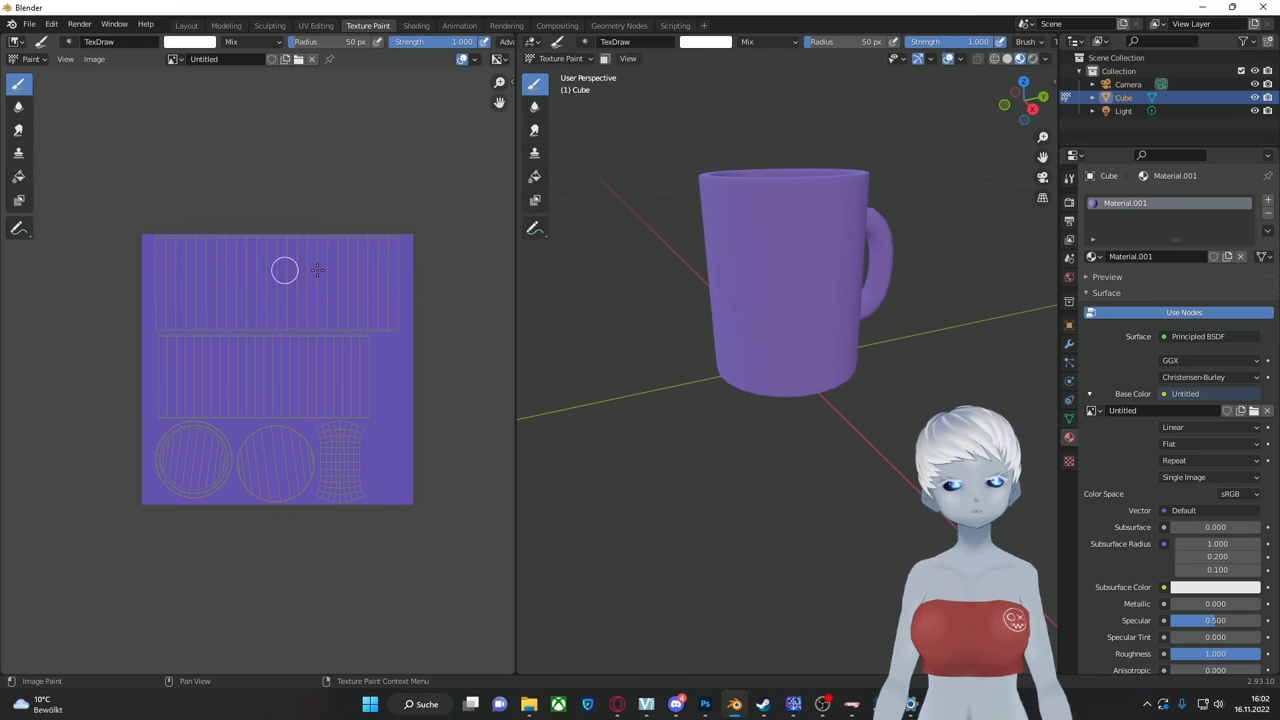 Blender
File Edit Render Window Help Layout Modeling Sculpting UV Editing Texture Paint Shading Animation Rendering Compositing Geometry Nodes Scripting + Scene View Layer
TexDraw Mix Radius 50 px Strength 1.000 Adva TexDraw Mix Radius 50 px Strength 1.000 Brush
Paint View Image Untitled Texture Paint View
Scene Collection
Collection
Camera
Cube
Light
User Perspective
(1) Cube
X
Y
Z
Cube Material.001
Material.001
Material.001
Preview
Surface
Use Nodes
Surface Principled BSDF
GGX
Christensen-Burley
Base Color Untitled
Untitled
Linear
Flat
Repeat
Single Image
Color Space sRGB
Vector Default
Subsurface 0.000
Subsurface Radius 1.000
0.200
0.100
Subsurface Color
Metallic 0.000
Specular 0.500
Specular Tint 0.000
Roughness 1.000
Anisotropic 0.000
Image Paint Pan View Texture Paint Context Menu 2.93.10
10°C
Bewölkt
Suche
4
16:02
16.11.2022